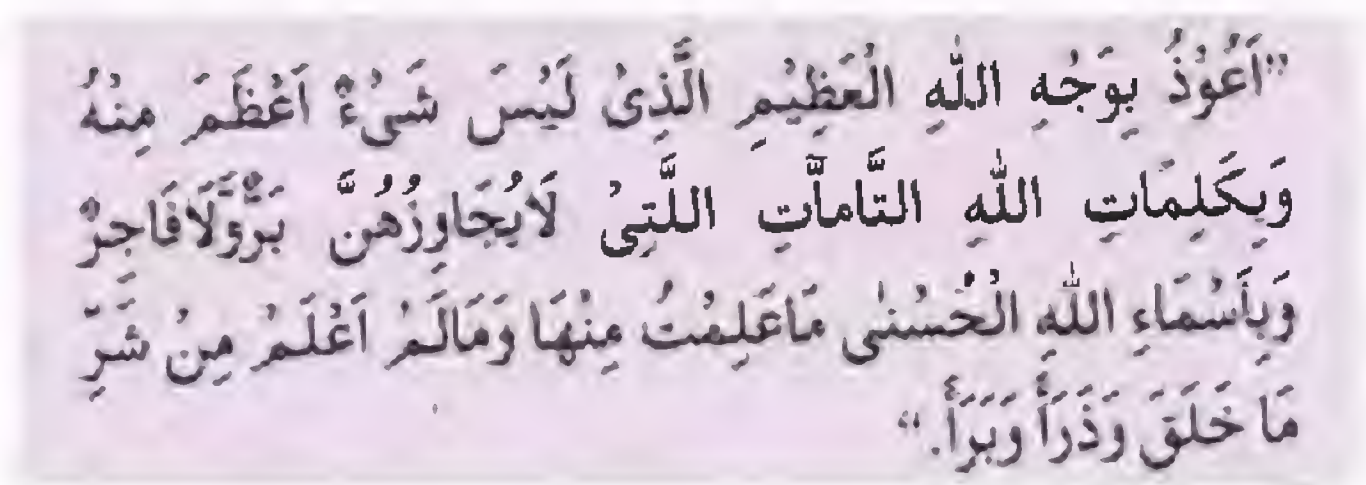 ”اَعُوْذُ بِوَجْهِ اللّٰهِ الْعَظِيْمِ الَّذِىْ لَيْسَ شَىْءٌ اَعْظَمَ مِنْهُ
وَبِكَلِمَاتِ اللّٰهِ التَّامَّاتِ اللَّتِىْ لَايُجَاوِزُهُنَّ بَرٌّوَّلَافَاجِرٌ
وَبِأَسْمَاءِ اللّٰهِ الْحُسْنٰى مَاعَلِمْتُ مِنْهَا وَمَالَمْ اَعْلَمْ مِنْ شَرِّ
مَا خَلَقَ وَذَرَأَ وَبَرَأَ.“